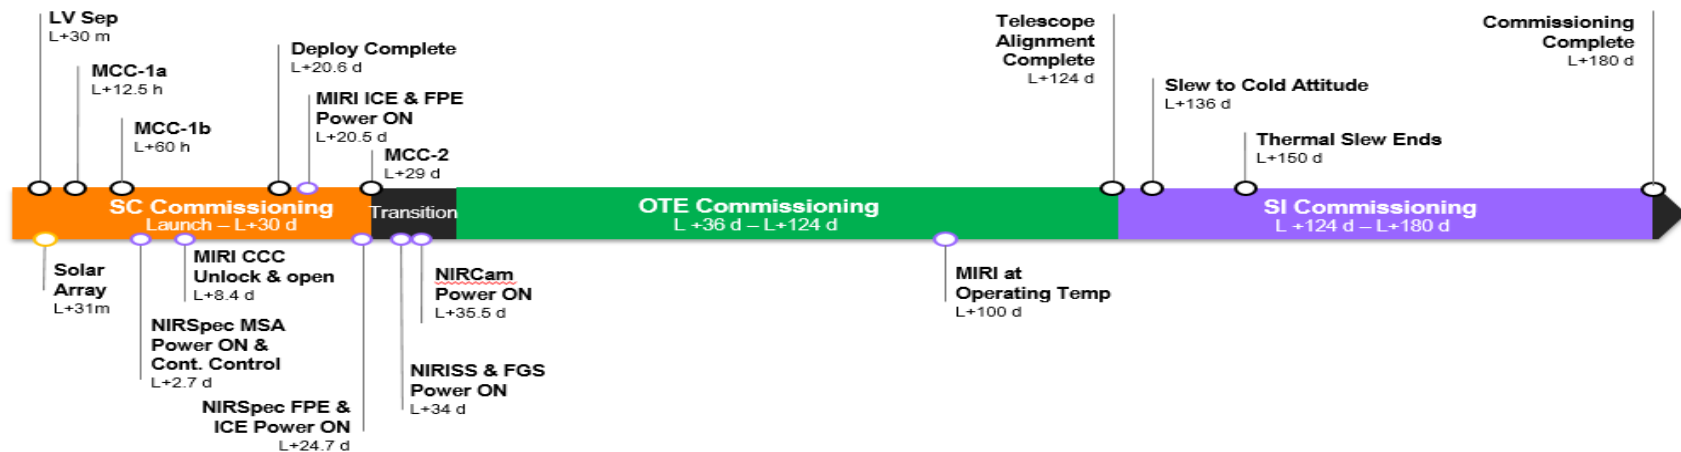 LV Sep
L+30 m
MCC-1a
L+12.5 h
MCC-1b
L+60 h
Deploy Complete
L+20.6 d
MIRI ICE & FPE
Power ON
L+20.5 d
MCC-2
L+29 d
Telescope
Alignment
Complete
L+124 d
Slew to Cold Attitude
L+136 d
Thermal Slew Ends
L+150 d
Commissioning
Complete
L+180 d
SC Commissioning
Launch – L+30 d
Transition
OTE Commissioning
L +36 d – L+124 d
SI Commissioning
L +124 d – L+180 d
Solar
Array
L+31m
NIRSpec MSA
Power ON &
Cont. Control
L+2.7 d
MIRI CCC
Unlock & open
L+8.4 d
NIRSpec FPE &
ICE Power ON
L+24.7 d
NIRISS & FGS
Power ON
L+34 d
NIRCam
Power ON
L+35.5 d
MIRI at
Operating Temp
L+100 d